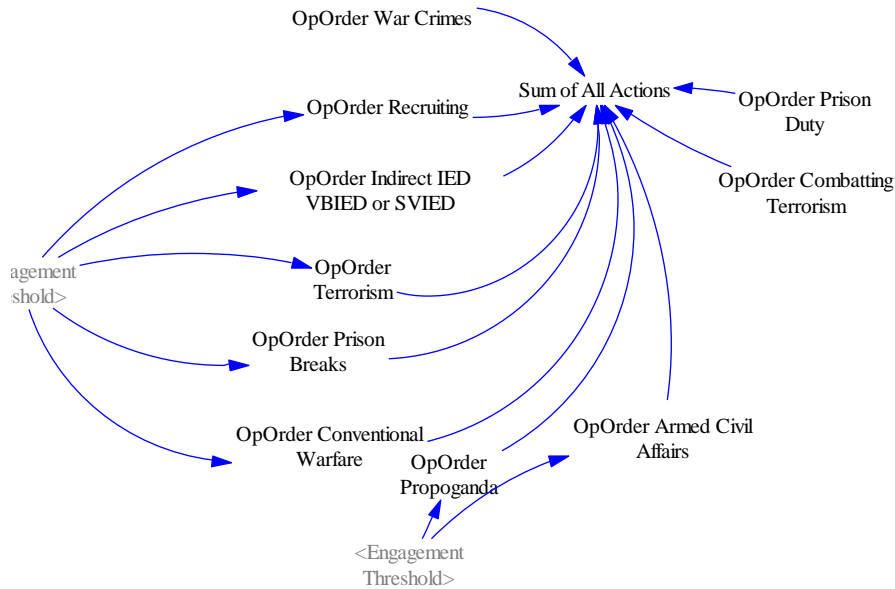 OpOrder War Crimes
Sum of All Actions
OpOrder Prison
Duty
OpOrder Recruiting
OpOrder Indirect IED
VBIED or SVIED
OpOrder Combatting
Terrorism
agement
shold>
OpOrder
Terrorism
OpOrder Prison
Breaks
OpOrder Conventional
Warfare
OpOrder
Propoganda
OpOrder Armed Civil
Affairs
<Engagement
Threshold>